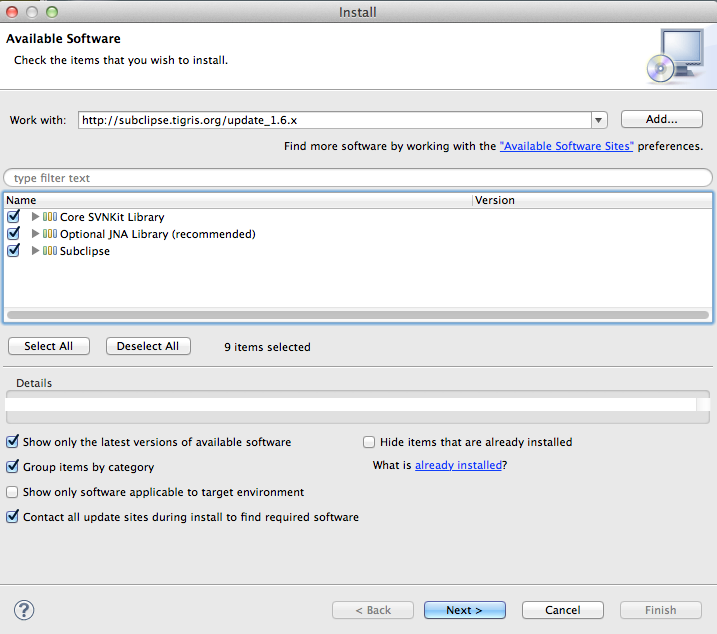 Install
Available Software
Check the items that you wish to install.
Work with: http://subclipse.tigris.org/update_1.6.x Add...
Find more software by working with the "Available Software Sites" preferences.
type filter text
Name Version
Core SVNKit Library
Optional JNA Library (recommended)
Subclipse
Select All Deselect All 9 items selected
Details
Show only the latest versions of available software Hide items that are already installed
Group items by category What is already installed?
Show only software applicable to target environment
Contact all update sites during install to find required software
? < Back Next > Cancel Finish